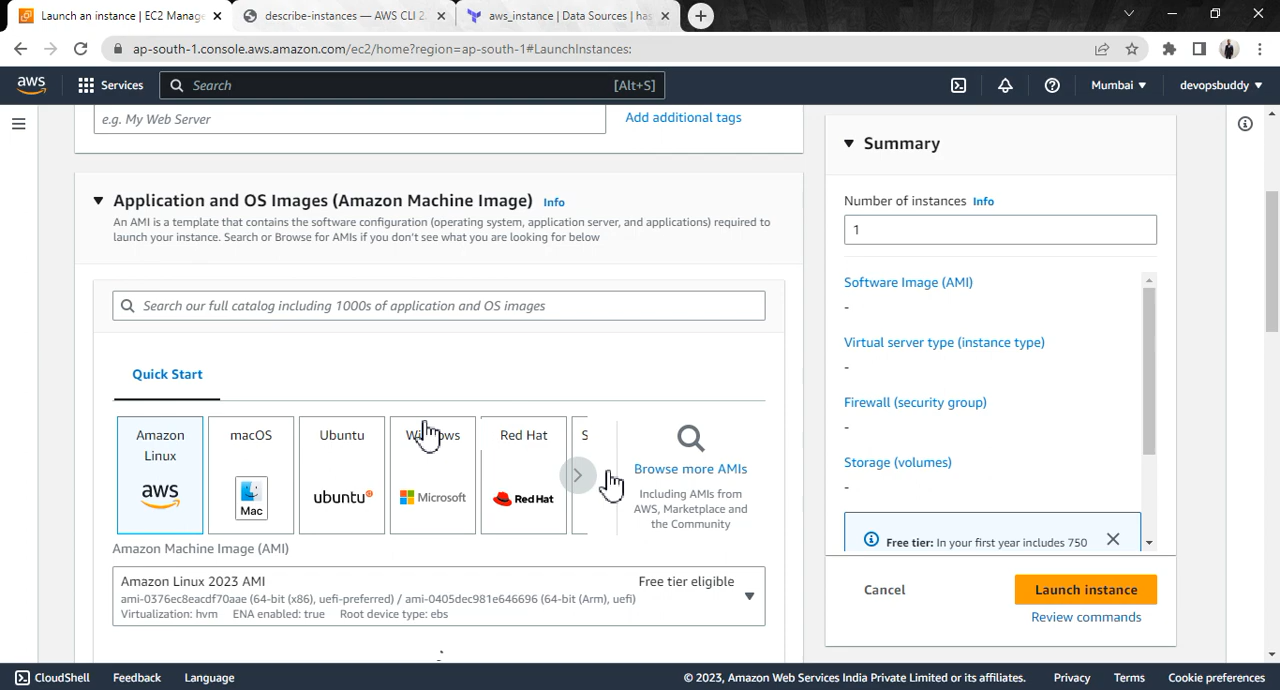 Launch an instance | EC2 Manage
describe-instances — AWS CLI 2.
aws_instance | Data Sources | has
ap-south-1.console.aws.amazon.com/ec2/home?region=ap-south-1#LaunchInstances:
aws
Services
Search
[Alt+S]
Mumbai
devopsbuddy
e.g. My Web Server
Add additional tags
Application and OS Images (Amazon Machine Image) Info
An AMI is a template that contains the software configuration (operating system, application server, and applications) required to
launch your instance. Search or Browse for AMIs if you don't see what you are looking for below
Search our full catalog including 1000s of application and OS images
Quick Start
Amazon
Linux
aws
macOS
Mac
Ubuntu
ubuntu
Windows
Microsoft
Red Hat
Red Hat
S
Browse more AMIs
Including AMIs from
AWS, Marketplace and
the Community
Amazon Machine Image (AMI)
Amazon Linux 2023 AMI
Free tier eligible
ami-0376ec8eacdf70aae (64-bit (x86), uefi-preferred) / ami-0405dec981e646696 (64-bit (Arm), uefi)
Virtualization: hvm ENA enabled: true Root device type: ebs
Summary
Number of instances Info
1
Software Image (AMI)
-
Virtual server type (instance type)
-
Firewall (security group)
-
Storage (volumes)
-
Free tier: In your first year includes 750
Cancel
Launch instance
Review commands
CloudShell
Feedback
Language
© 2023, Amazon Web Services India Private Limited or its affiliates.
Privacy
Terms
Cookie preferences